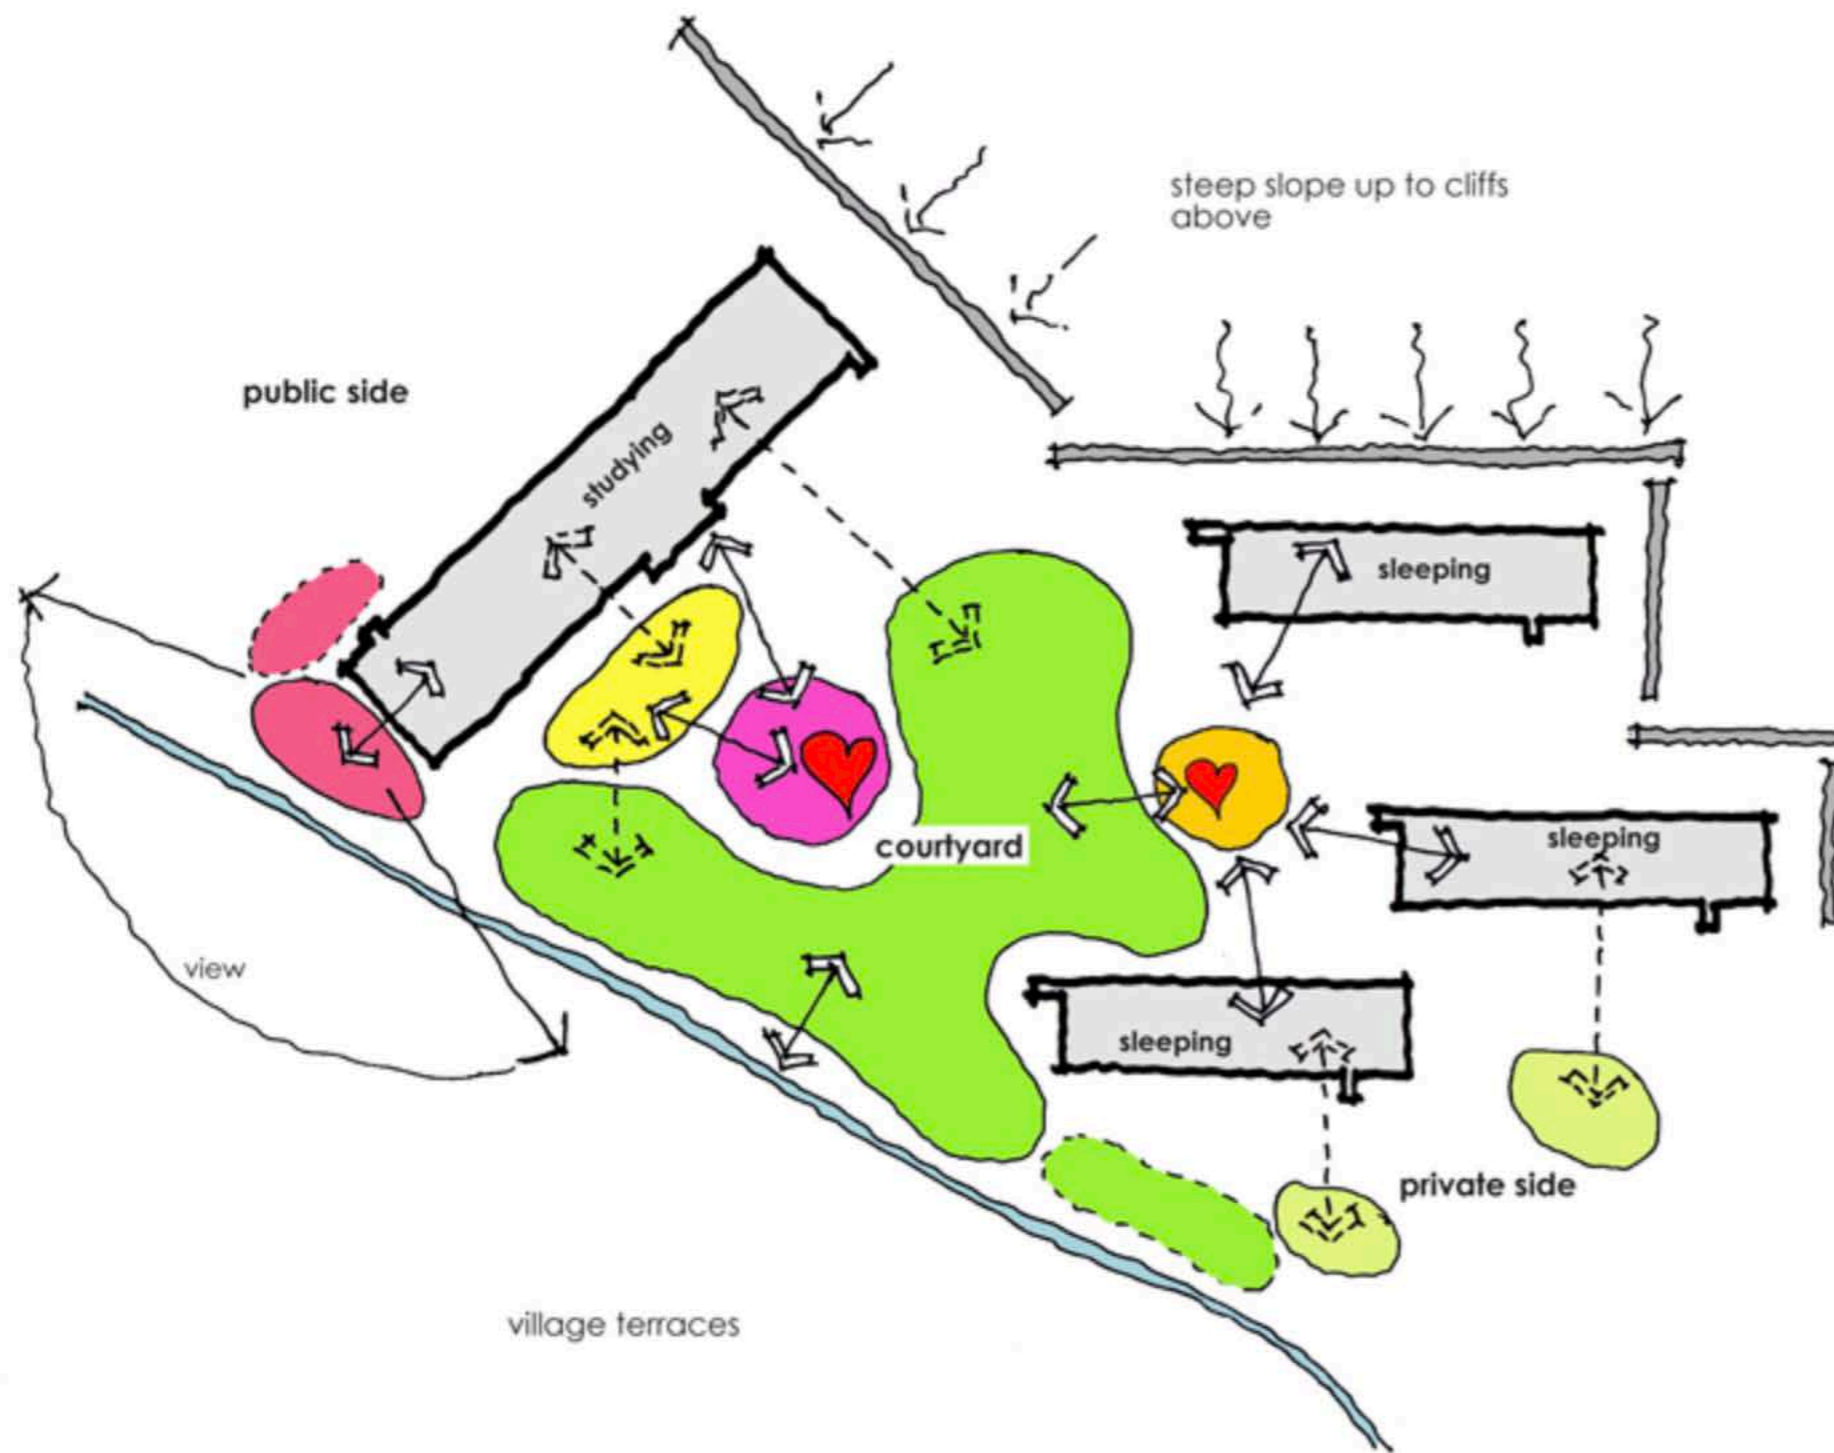 steep slope up to cliffs
above
public side
studying
sleeping
sleeping
courtyard
view
sleeping
private side
village terraces